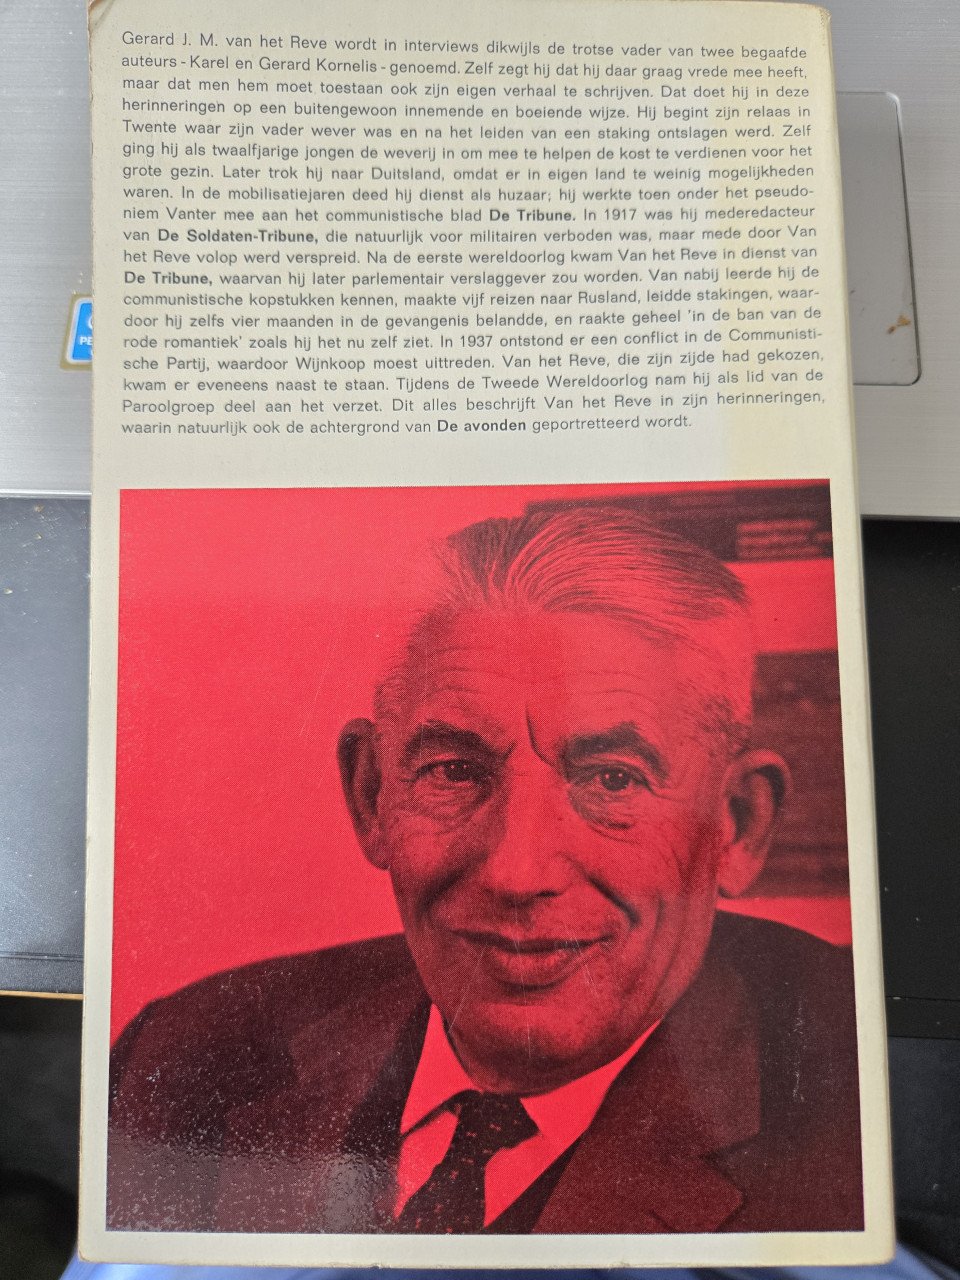 Gerard J. M. van het Reve wordt in interviews dikwijls de trotse vader van twee begaafde
auteurs - Karel en Gerard Kornelis - genoemd. Zelf zegt hij dat hij daar graag vrede mee heeft,
maar dat men hem moet toestaan ook zijn eigen verhaal te schrijven. Dat doet hij in deze
herinneringen op een buitengewoon innemende en boeiende wijze. Hij begint zijn relaas in
Twente waar zijn vader wever was en na het leiden van een staking ontslagen werd. Zelf
ging hij als twaalfjarige jongen de weverij in om mee te helpen de kost te verdienen voor het
grote gezin. Later trok hij naar Duitsland, omdat er in eigen land te weinig mogelijkheden
waren. In de mobilisatiejaren deed hij dienst als huzaar; hij werkte toen onder het pseudo-
niem Vanter mee aan het communistische blad De Tribune. In 1917 was hij mederedacteur
van De Soldaten-Tribune, die natuurlijk voor militairen verboden was, maar mede door Van
het Reve volop werd verspreid. Na de eerste wereldoorlog kwam Van het Reve in dienst van
De Tribune, waarvan hij later parlementair verslaggever zou worden. Van nabij leerde hij de
communistische kopstukken kennen, maakte vijf reizen naar Rusland, leidde stakingen, waar-
door hij zelfs vier maanden in de gevangenis belandde, en raakte geheel 'in de ban van de
rode romantiek' zoals hij het nu zelf ziet. In 1937 ontstond er een conflict in de Communisti-
sche Partij, waardoor Wijnkoop moest uittreden. Van het Reve, die zijn zijde had gekozen,
kwam er eveneens naast te staan. Tijdens de Tweede Wereldoorlog nam hij als lid van de
Paroolgroep deel aan het verzet. Dit alles beschrijft Van het Reve in zijn herinneringen,
waarin natuurlijk ook de achtergrond van De avonden geportretteerd wordt.